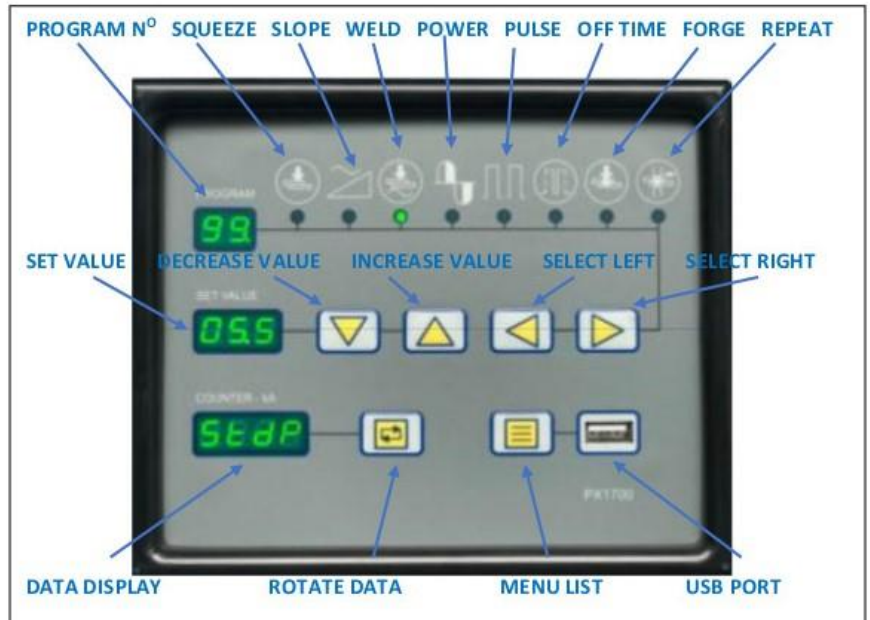 PROGRAM Nº SQUEEZE SLOPE WELD POWER PULSE OFF TIME FORGE REPEAT
PROGRAM
99.
SET VALUE DECREASE VALUE INCREASE VALUE SELECT LEFT SELECT RIGHT
SET VALUE
05.5
COUNTER - kA
StdP
PX1700
DATA DISPLAY ROTATE DATA MENU LIST USB PORT